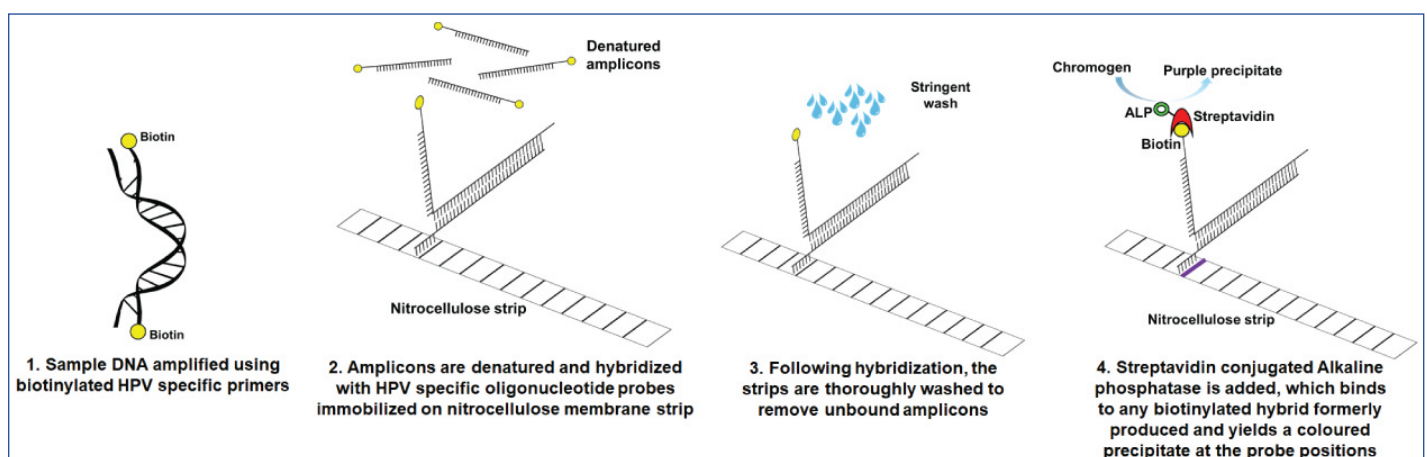 Biotin
Biotin
1. Sample DNA amplified using
biotinylated HPV specific primers
Denatured
amplicons
Nitrocellulose strip
2. Amplicons are denatured and hybridized
with HPV specific oligonucleotide probes
immobilized on nitrocellulose membrane strip
Stringent
wash
3. Following hybridization, the
strips are thoroughly washed to
remove unbound amplicons
Chromogen
Purple precipitate
ALP
Streptavidin
Biotin
Nitrocellulose strip
4. Streptavidin conjugated Alkaline
phosphatase is added, which binds
to any biotinylated hybrid formerly
produced and yields a coloured
precipitate at the probe positions